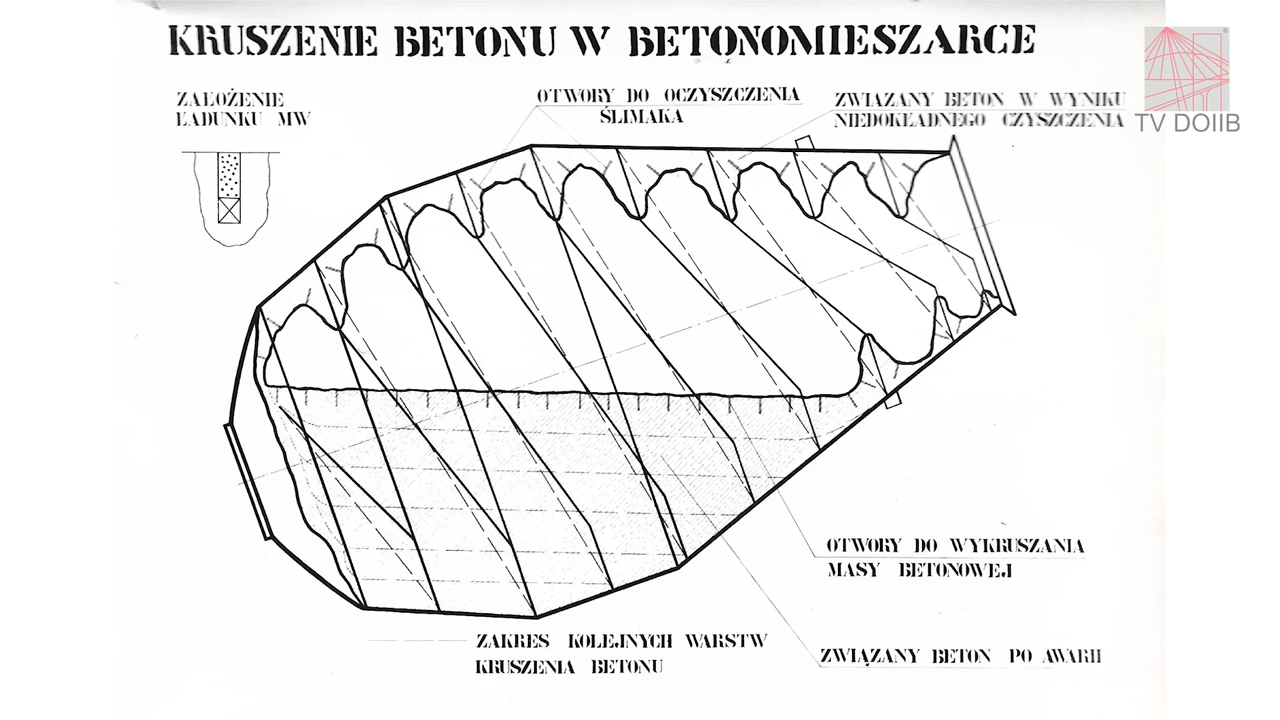 KRUSZENIE BETONU W BETONOMIESZARCE
ZAŁOŻENIE
ŁADUNKU MW
OTWORY DO OCZYSZCZENIA
ŚLIMAKA
ZWIĄZANY BETON W WYNIKU
NIEDOKŁADNEGO CZYSZCZENIA
TV DOIIB
OTWORY DO WYKRUSZANIA
MASY BETONOWEJ
ZAKRES KOLEJNYCH WARSTW
KRUSZENIA BETONU
ZWIĄZANY BETON PO AWARII